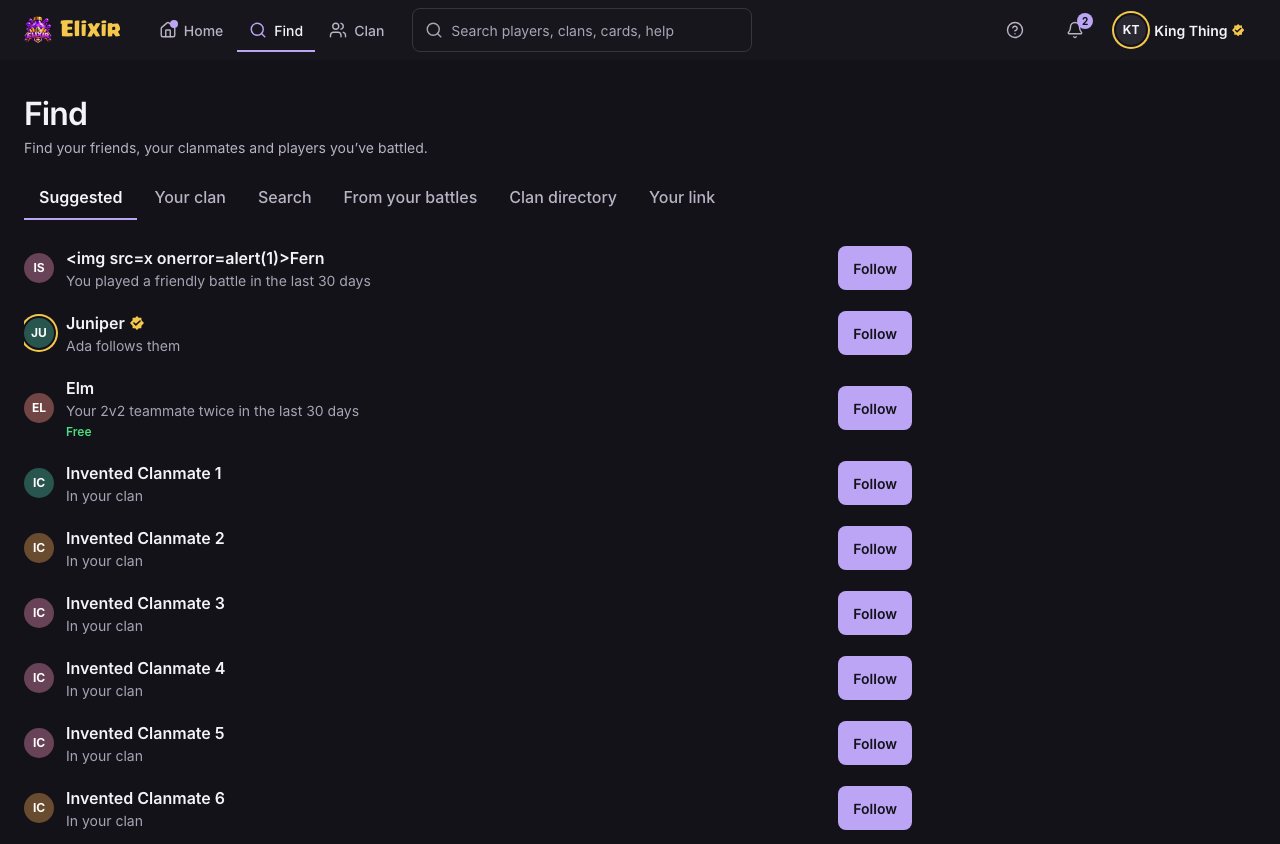 Elixir
Home
Find
Clan
Search players, clans, cards, help
2
KT
King Thing
Find
Find your friends, your clanmates and players you’ve battled.
Suggested
Your clan
Search
From your battles
Clan directory
Your link
IS
<img src=x onerror=alert(1)>Fern
You played a friendly battle in the last 30 days
Follow
JU
Juniper
Ada follows them
Follow
EL
Elm
Your 2v2 teammate twice in the last 30 days
Free
Follow
IC
Invented Clanmate 1
In your clan
Follow
IC
Invented Clanmate 2
In your clan
Follow
IC
Invented Clanmate 3
In your clan
Follow
IC
Invented Clanmate 4
In your clan
Follow
IC
Invented Clanmate 5
In your clan
Follow
IC
Invented Clanmate 6
In your clan
Follow